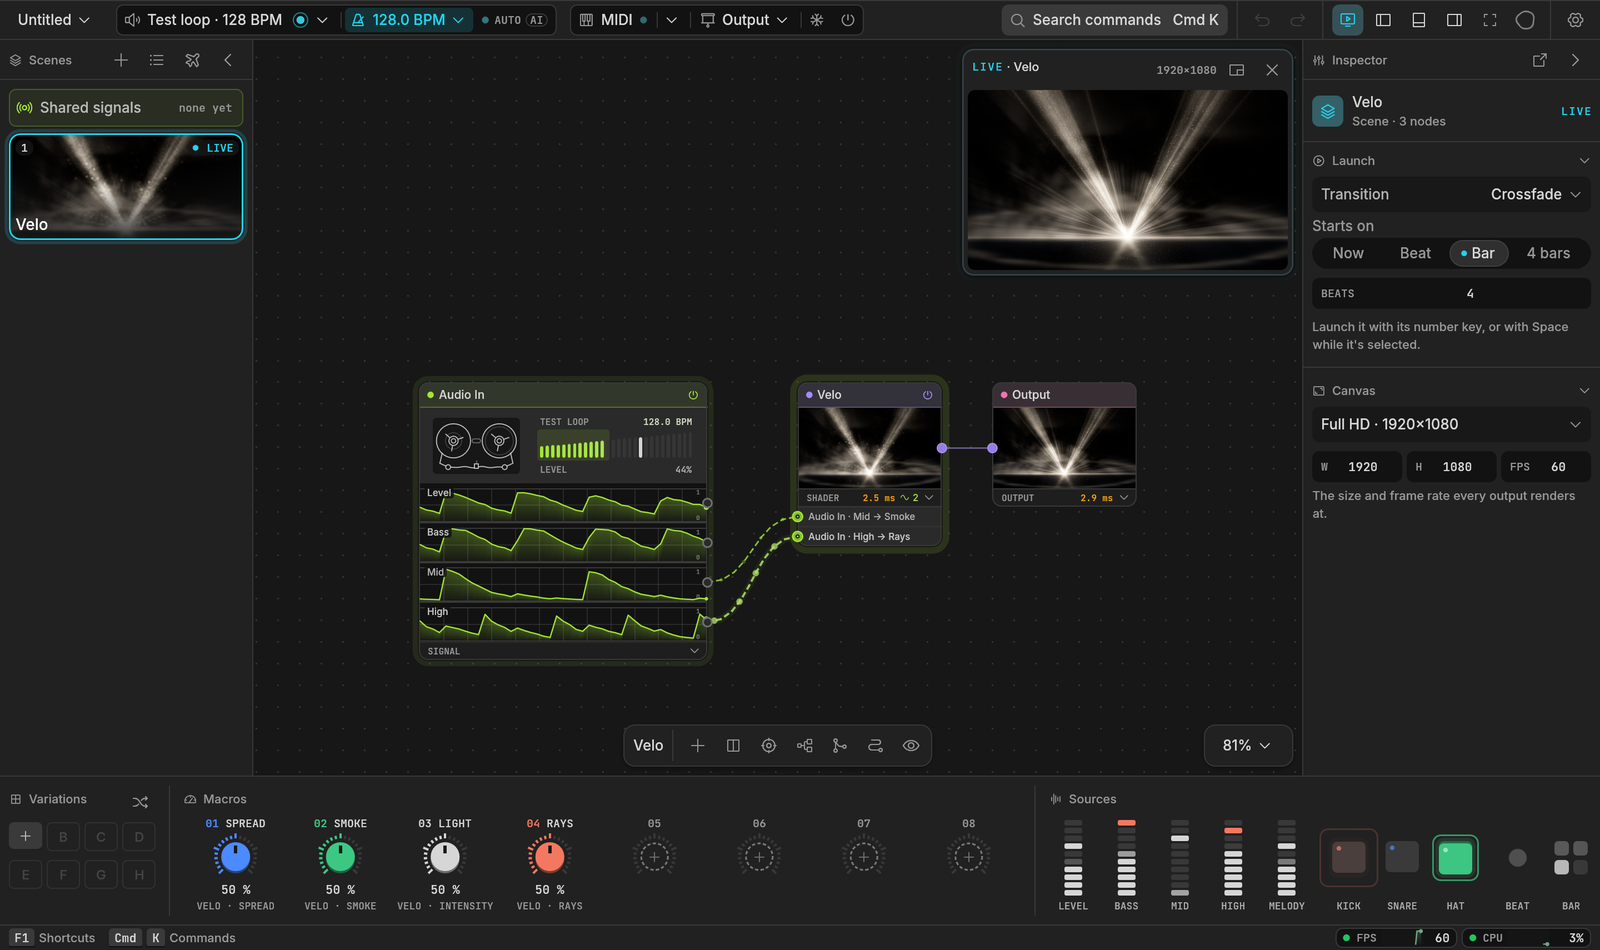 Untitled
Test loop · 128 BPM
128.0 BPM
AUTO AI
MIDI
Output
Search commands Cmd K
Scenes
Shared signals none yet
1
LIVE
Velo
LIVE · Velo
1920×1080
Inspector
Velo
Scene · 3 nodes
LIVE
Launch
Transition Crossfade
Starts on
Now Beat Bar 4 bars
BEATS 4
Launch it with its number key, or with Space
while it's selected.
Canvas
Full HD · 1920×1080
W 1920 H 1080 FPS 60
The size and frame rate every output renders
at.
Audio In
TEST LOOP 128.0 BPM
LEVEL 44%
Level 1
0
Bass 1
0
Mid 1
0
High 1
0
SIGNAL
Velo
SHADER 2.5 ms 2
Audio In · Mid → Smoke
Audio In · High → Rays
Output
OUTPUT 2.9 ms
Velo
81%
Variations
B C D
E F G H
Macros
01 SPREAD
50 %
VELO · SPREAD
02 SMOKE
50 %
VELO · SMOKE
03 LIGHT
50 %
VELO · INTENSITY
04 RAYS
50 %
VELO · RAYS
05
06
07
08
Sources
LEVEL BASS MID HIGH MELODY KICK SNARE HAT BEAT BAR
F1 Shortcuts Cmd K Commands
FPS 60
CPU 3%